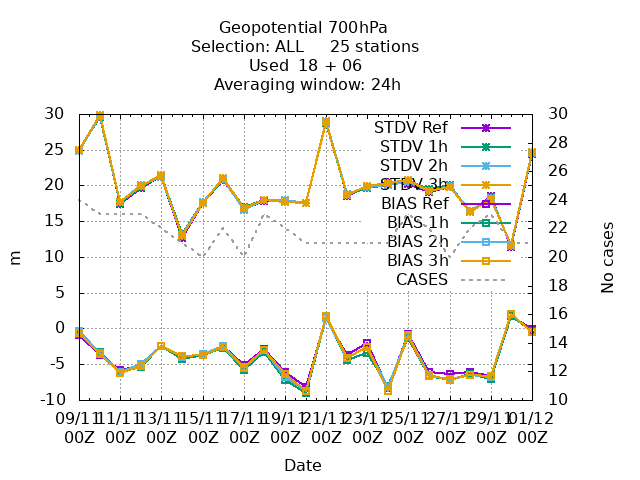 Geopotential 700hPa
Selection: ALL 25 stations
Used 18 + 06
Averaging window: 24h
30 30
25 28
20 26
15 24
10 22
5 20
0 18
-5 16
-10 14
12
10
m
No cases
STDV Ref
STDV 1h
STDV 2h
STDV 3h
BIAS Ref
BIAS 1h
BIAS 2h
BIAS 3h
CASES
09/11 11/11 13/11 15/11 17/11 19/11 21/11 23/11 25/11 27/11 29/11 01/12
00Z 00Z 00Z 00Z 00Z 00Z 00Z 00Z 00Z 00Z 00Z 00Z
Date